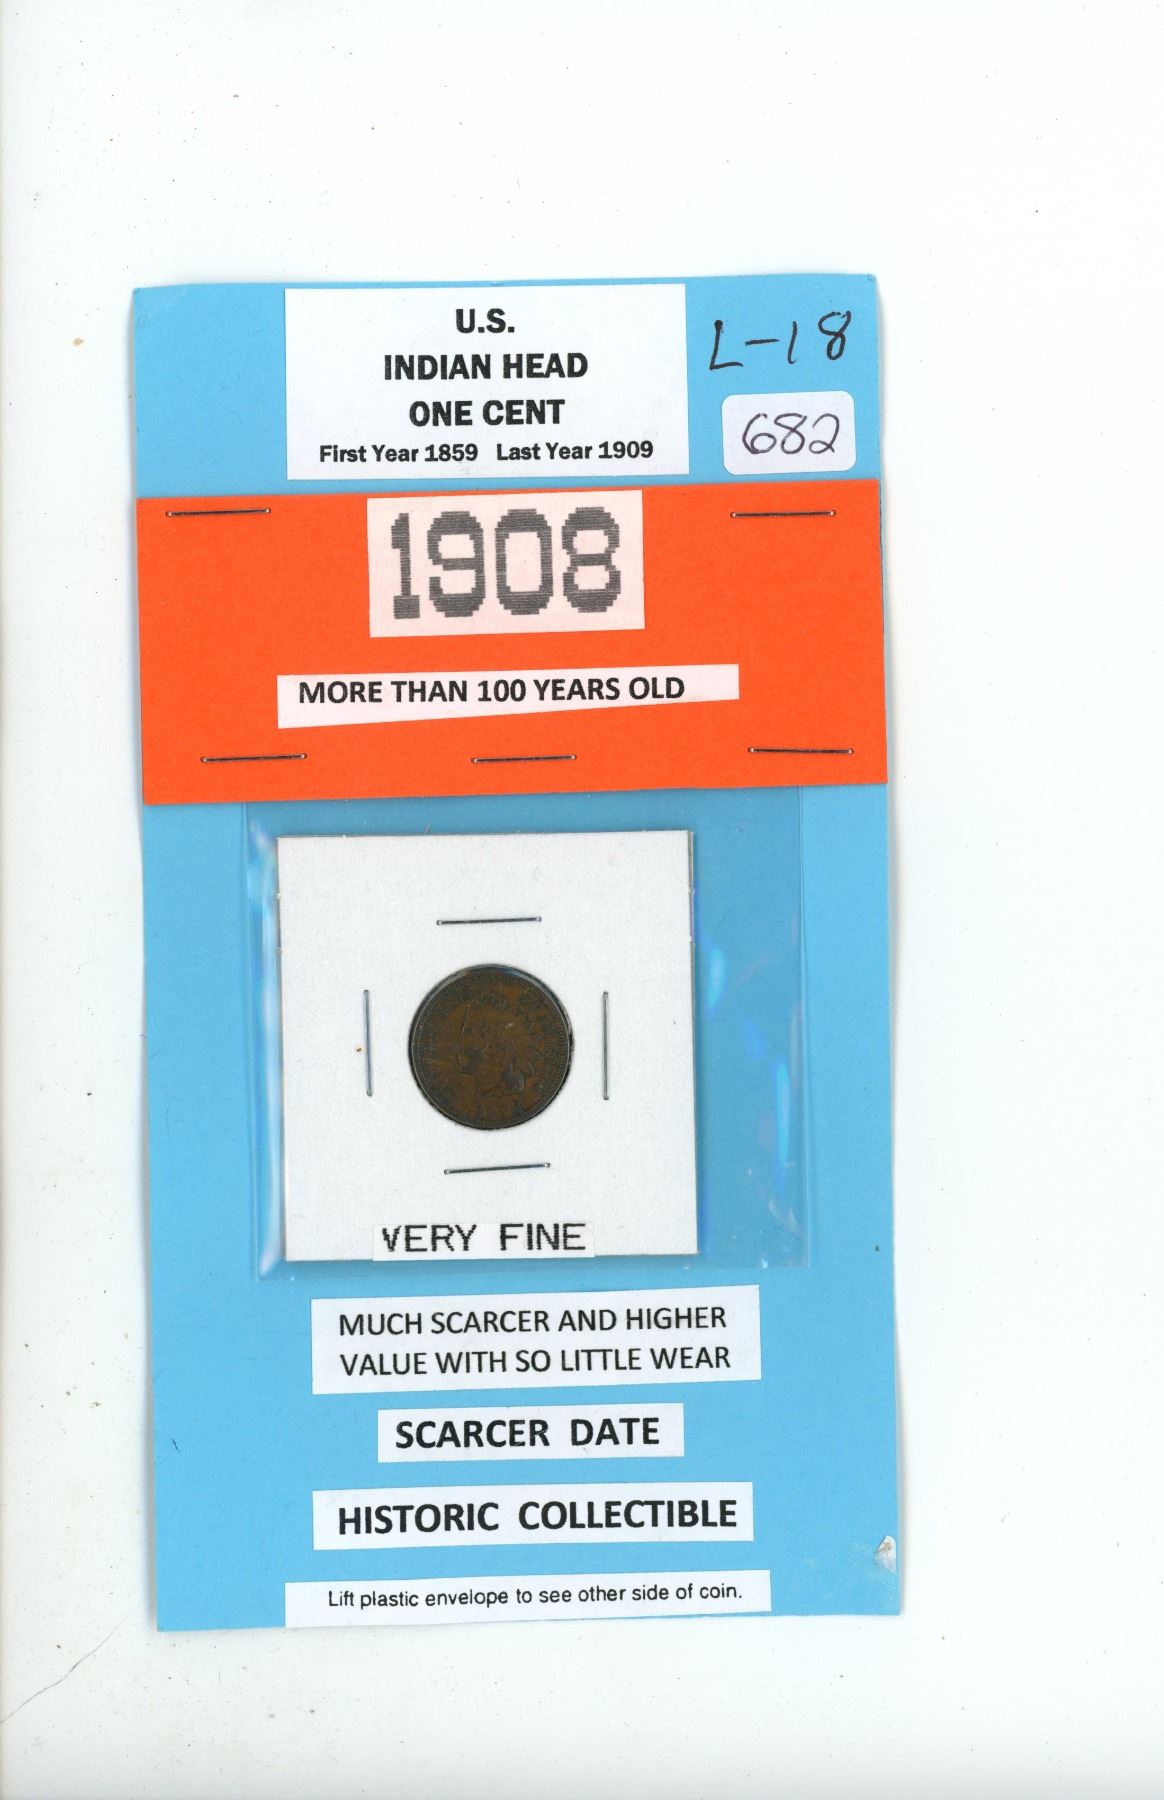 U.S.
INDIAN HEAD
ONE CENT
First Year 1859 Last Year 1909
L-18
682
1908
MORE THAN 100 YEARS OLD
VERY FINE
MUCH SCARCER AND HIGHER
VALUE WITH SO LITTLE WEAR
SCARCER DATE
HISTORIC COLLECTIBLE
Lift plastic envelope to see other side of coin.